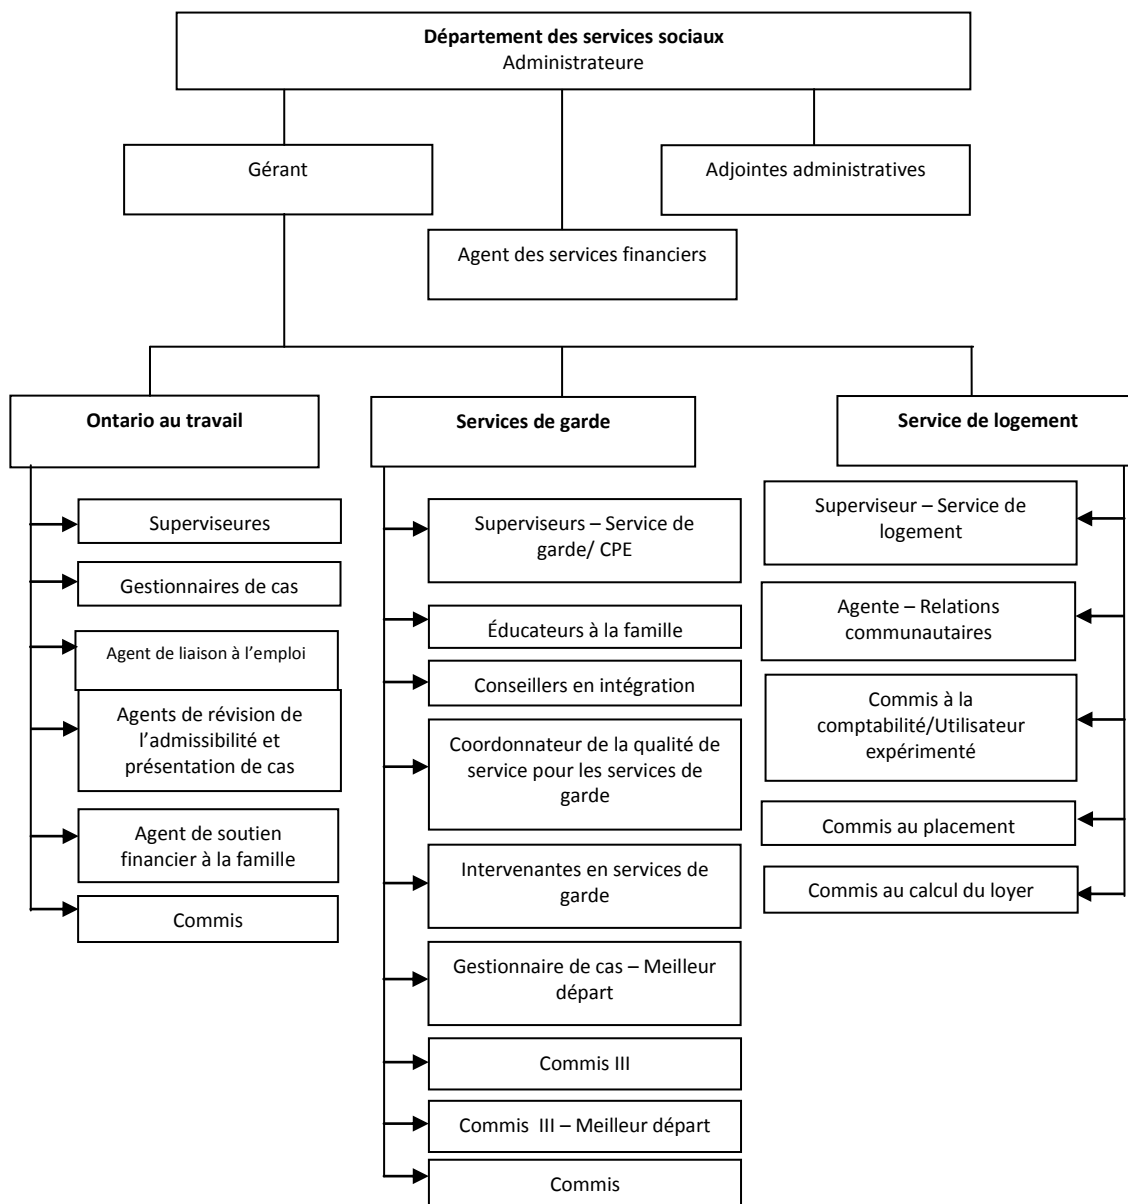 Département des services sociaux
Administrateure
Gérant
Adjointes administratives
Agent des services financiers
Ontario au travail
Superviseures
Gestionnaires de cas
Agent de liaison à l’emploi
Agents de révision de
l’admissibilité et
présentation de cas
Agent de soutien
financier à la famille
Commis
Services de garde
Superviseurs – Service de
garde/ CPE
Éducateurs à la famille
Conseillers en intégration
Coordonnateur de la qualité de
service pour les services de
garde
Intervenantes en services de
garde
Gestionnaire de cas – Meilleur
départ
Commis III
Commis III – Meilleur départ
Commis
Service de logement
Superviseur – Service de
logement
Agente – Relations
communautaires
Commis à la
comptabilité/Utilisateur
expérimenté
Commis au placement
Commis au calcul du loyer